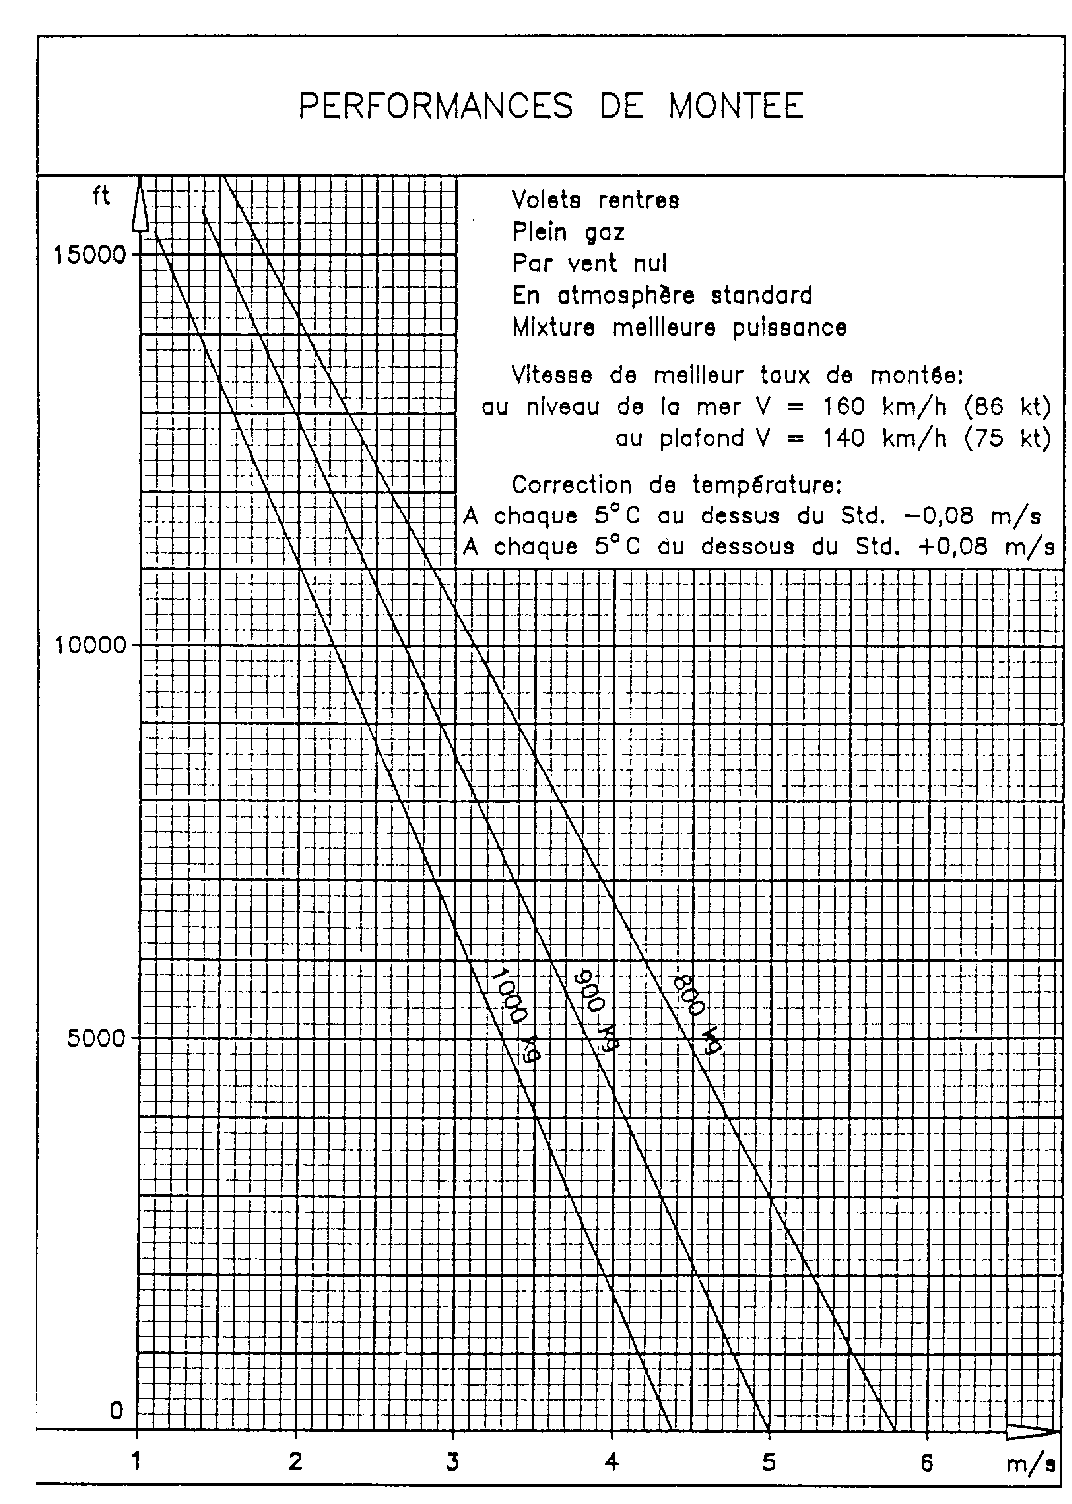 PERFORMANCES DE MONTEE
ft
Volets rentres
Plein gaz
Par vent nul
En atmosphère standard
Mixture meilleure puissance
Vitesse de meilleur taux de montée:
au niveau de la mer V = 160 km/h (86 kt)
au plafond V = 140 km/h (75 kt)
Correction de température:
A chaque 5°C au dessus du Std. -0,08 m/s
A chaque 5°C au dessous du Std. +0,08 m/s
15000
10000
5000
0
1000 kg
900 kg
800 kg
1 2 3 4 5 6 m/s